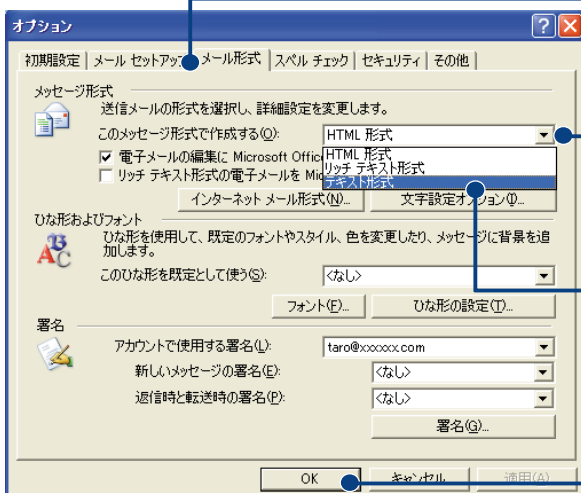 オプション
初期設定 メール セットアップ メール形式 スペル チェック セキュリティ その他
メッセージ形式
送信メールの形式を選択し、詳細設定を変更します。
このメッセージ形式で作成する(O): HTML 形式
電子メールの編集に Microsoft Offic HTML 形式
リッチ テキスト形式の電子メールを Mic リッチ テキスト形式
テキスト形式
インターネット メール形式(N)... 文字設定オプション(I)...
ひな形およびフォント
ひな形を使用して、既定のフォントやスタイル、色を変更したり、メッセージに背景を追
加します。
このひな形を既定として使う(S): <なし>
フォント(F)... ひな形の設定(T)...
署名
アカウントで使用する署名(L): taro@xxxxxx.com
新しいメッセージの署名(E): <なし>
返信時と転送時の署名(P): <なし>
署名(G)...
OK キャンセル 適用(A)